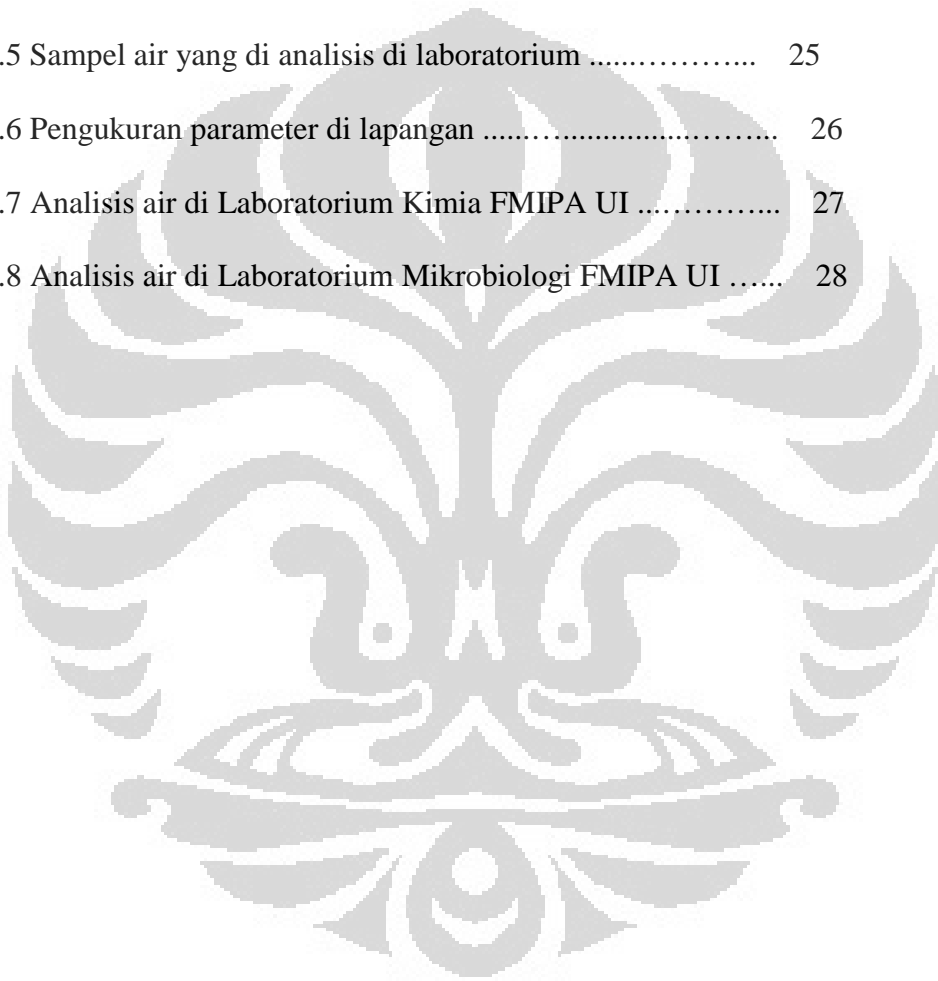 .5 Sampel air yang di analisis di laboratorium ......………... 25
.6 Pengukuran parameter di lapangan .....…...................…….. 26
.7 Analisis air di Laboratorium Kimia FMIPA UI ...………... 27
.8 Analisis air di Laboratorium Mikrobiologi FMIPA UI …... 28